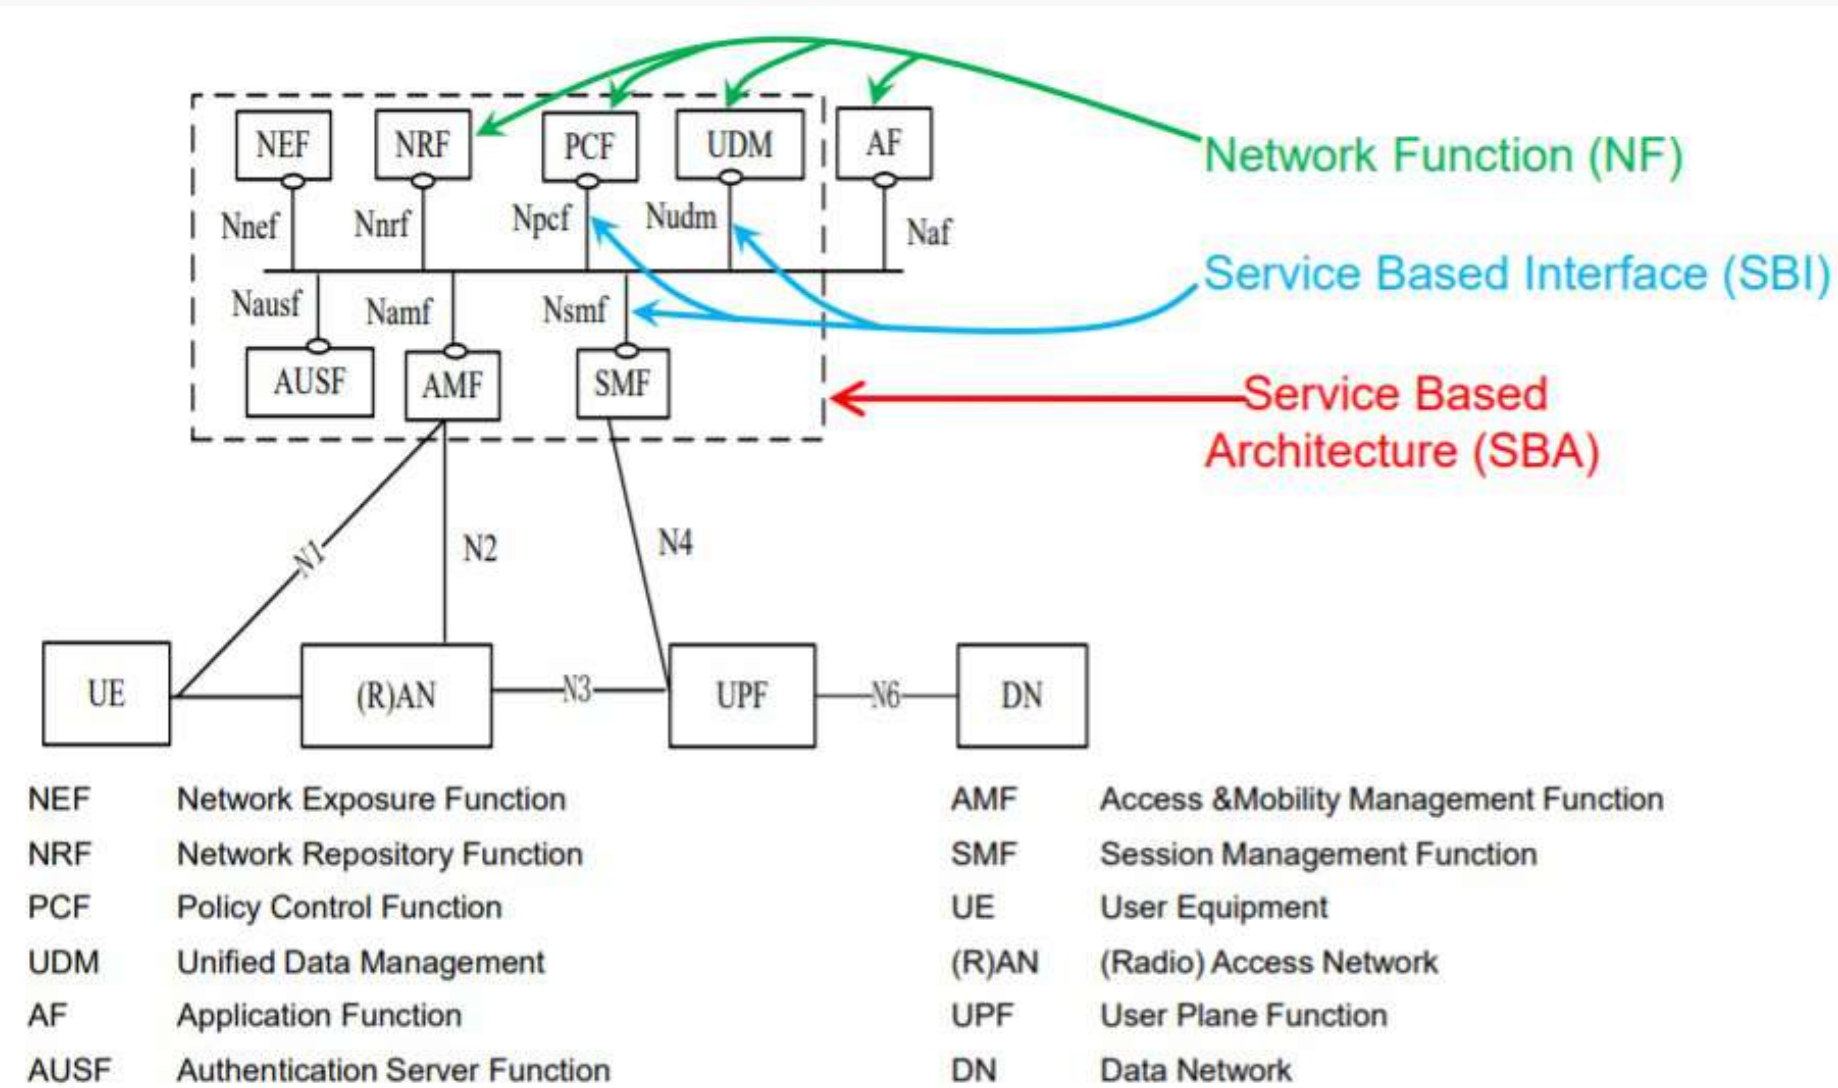 NEF
NRF
PCF
UDM
AF
Network Function (NF)
Nnef
Nnrf
Npcf
Nudm
Naf
Service Based Interface (SBI)
Nausf
Namf
Nsmf
AUSF
AMF
SMF
Service Based
Architecture (SBA)
N1
N2
N4
UE
(R)AN
N3
UPF
N6
DN
NEF Network Exposure Function
NRF Network Repository Function
PCF Policy Control Function
UDM Unified Data Management
AF Application Function
AUSF Authentication Server Function
AMF Access &Mobility Management Function
SMF Session Management Function
UE User Equipment
(R)AN (Radio) Access Network
UPF User Plane Function
DN Data Network